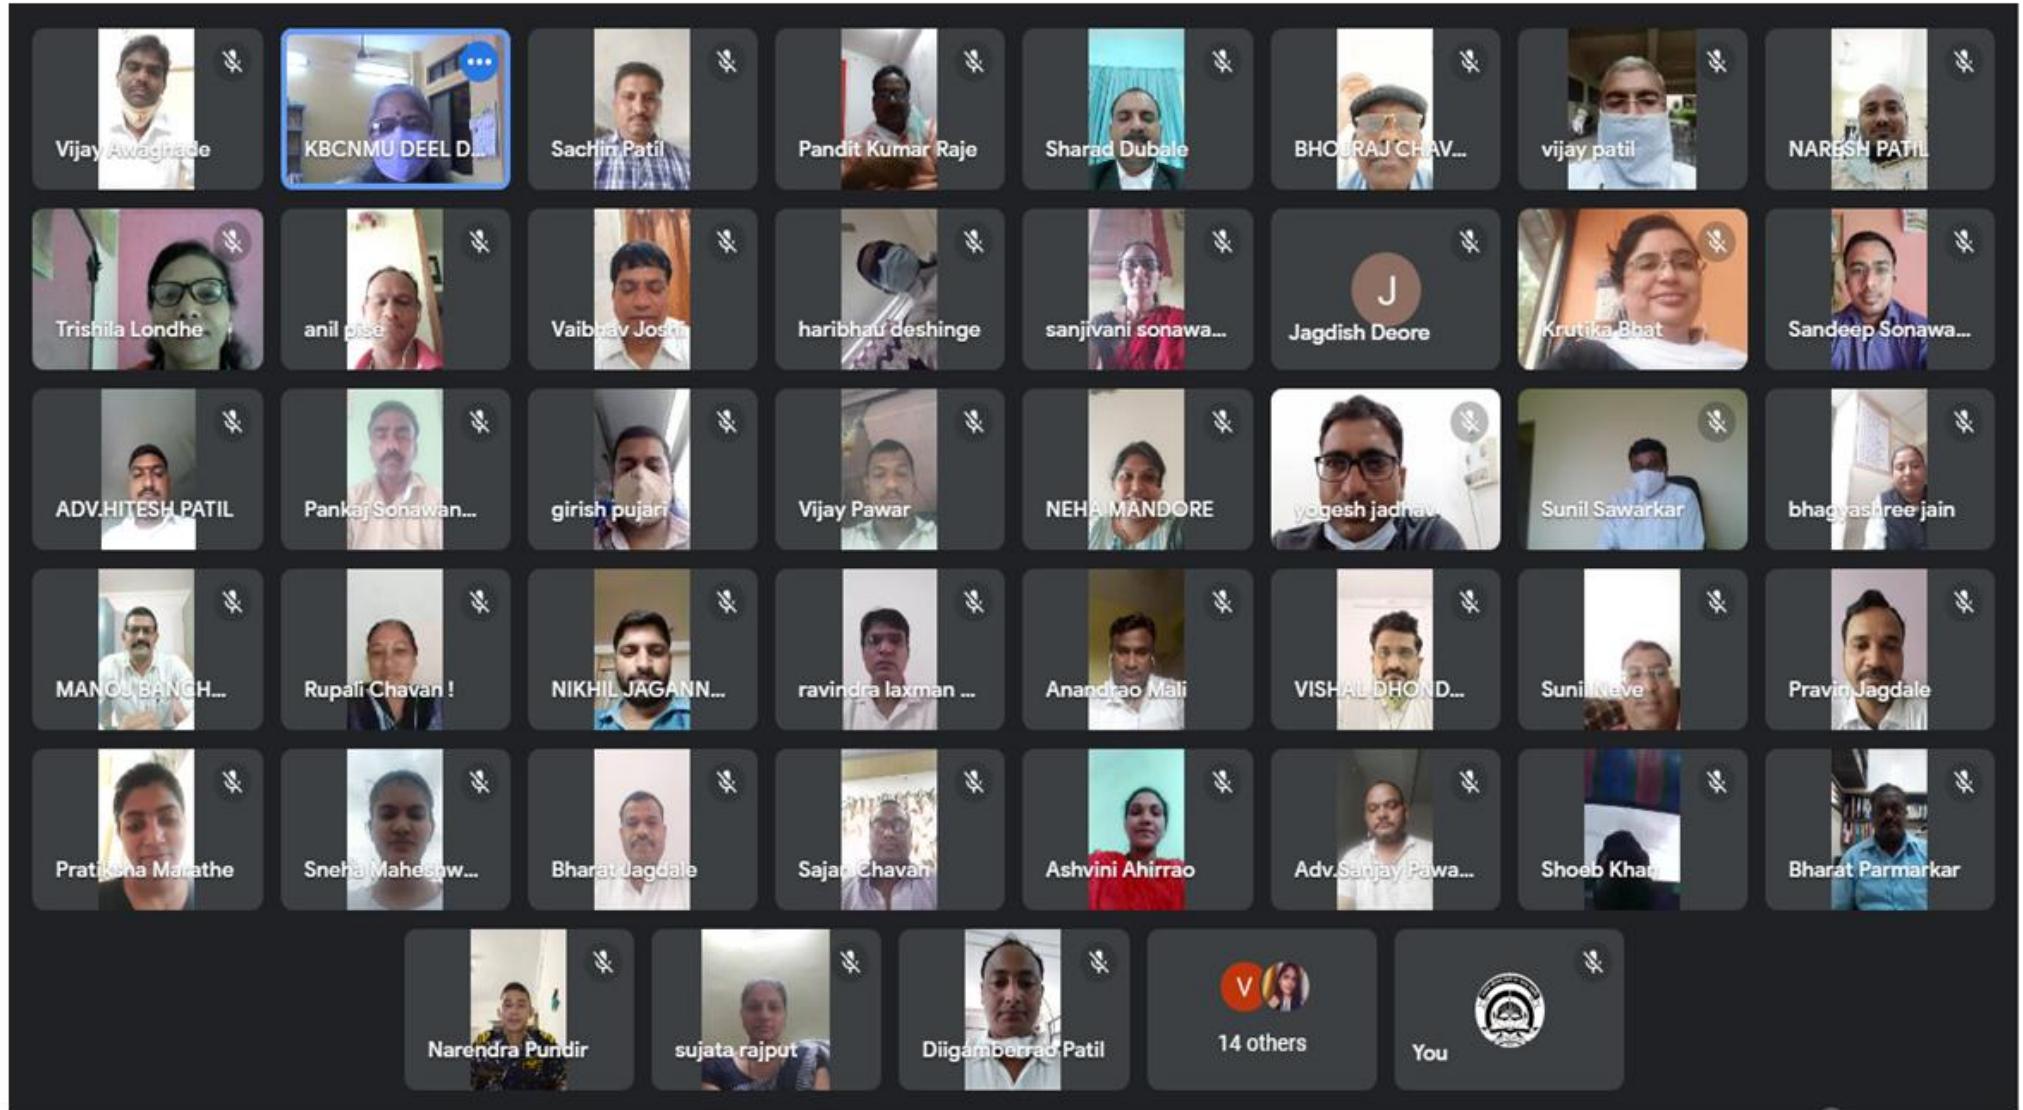 Vijay Awaghade
KBCNMU DEEL D...
Sachin Patil
Pandit Kumar Raje
Sharad Dubale
BHOJRAJ CHAV...
vijay patil
NARESH PATIL
Trishila Londhe
anil pise
Vaibhav Joshi
haribhau deshinge
sanjivani sonawa...
J
Jagdish Deore
Krutika Bhat
Sandeep Sonawa...
ADV.HITESH PATIL
Pankaj Sonawan...
girish pujari
Vijay Pawar
NEHA MANDORE
yogesh jadhav
Sunil Sawarkar
bhagyashree jain
MANOJ BANCH...
Rupali Chavan !
NIKHIL JAGANN...
ravindra laxman ...
Anandrao Mali
VISHAL DHOND...
Sunil Neve
Pravin Jagdale
Pratiksha Marathe
Sneha Maheshw...
Bharat Jagdale
Sajan Chavan
Ashvini Ahirrao
Adv.Sanjay Pawa...
Shoeb Khan
Bharat Parmarkar
Narendra Pundir
sujata rajput
Diigamberrao Patil
V
14 others
You